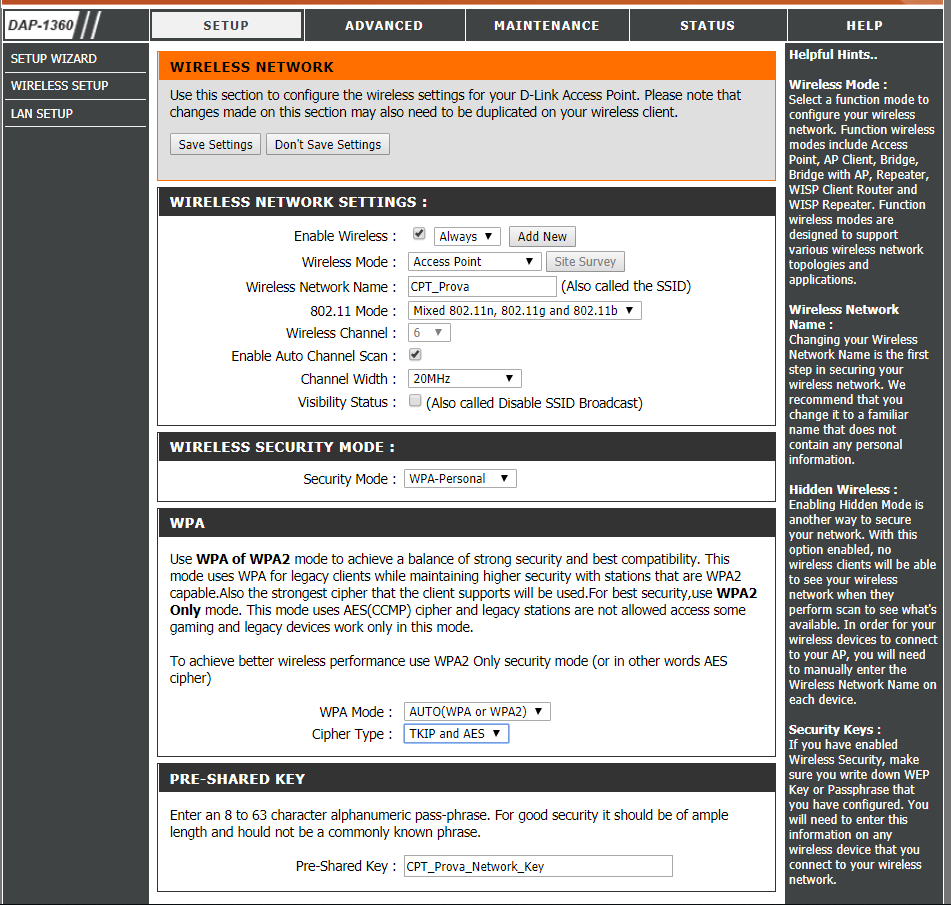 DAP-1360
SETUP
ADVANCED
MAINTENANCE
STATUS
HELP
SETUP WIZARD
WIRELESS SETUP
LAN SETUP
WIRELESS NETWORK
Use this section to configure the wireless settings for your D-Link Access Point. Please note that
changes made on this section may also need to be duplicated on your wireless client.
Save Settings
Don't Save Settings
WIRELESS NETWORK SETTINGS :
Enable Wireless : Always Add New
Wireless Mode : Access Point Site Survey
Wireless Network Name : CPT_Prova (Also called the SSID)
802.11 Mode : Mixed 802.11n, 802.11g and 802.11b
Wireless Channel : 6
Enable Auto Channel Scan :
Channel Width : 20MHz
Visibility Status : (Also called Disable SSID Broadcast)
WIRELESS SECURITY MODE :
Security Mode : WPA-Personal
WPA
Use WPA of WPA2 mode to achieve a balance of strong security and best compatibility. This
mode uses WPA for legacy clients while maintaining higher security with stations that are WPA2
capable.Also the strongest cipher that the client supports will be used.For best security,use WPA2
Only mode. This mode uses AES(CCMP) cipher and legacy stations are not allowed access some
gaming and legacy devices work only in this mode.
To achieve better wireless performance use WPA2 Only security mode (or in other words AES
cipher)
WPA Mode : AUTO(WPA or WPA2)
Cipher Type : TKIP and AES
PRE-SHARED KEY
Enter an 8 to 63 character alphanumeric pass-phrase. For good security it should be of ample
length and hould not be a commonly known phrase.
Pre-Shared Key : CPT_Prova_Network_Key
Helpful Hints..
Wireless Mode :
Select a function mode to
configure your wireless
network. Function wireless
modes include Access
Point, AP Client, Bridge,
Bridge with AP, Repeater,
WISP Client Router and
WISP Repeater. Function
wireless modes are
designed to support
various wireless network
topologies and
applications.
Wireless Network
Name :
Changing your Wireless
Network Name is the first
step in securing your
wireless network. We
recommend that you
change it to a familiar
name that does not
contain any personal
information.
Hidden Wireless :
Enabling Hidden Mode is
another way to secure
your network. With this
option enabled, no
wireless clients will be able
to see your wireless
network when they
perform scan to see what's
available. In order for your
wireless devices to connect
to your AP, you will need
to manually enter the
Wireless Network Name on
each device.
Security Keys :
If you have enabled
Wireless Security, make
sure you write down WEP
Key or Passphrase that
you have configured. You
will need to enter this
information on any
wireless device that you
connect to your wireless
network.